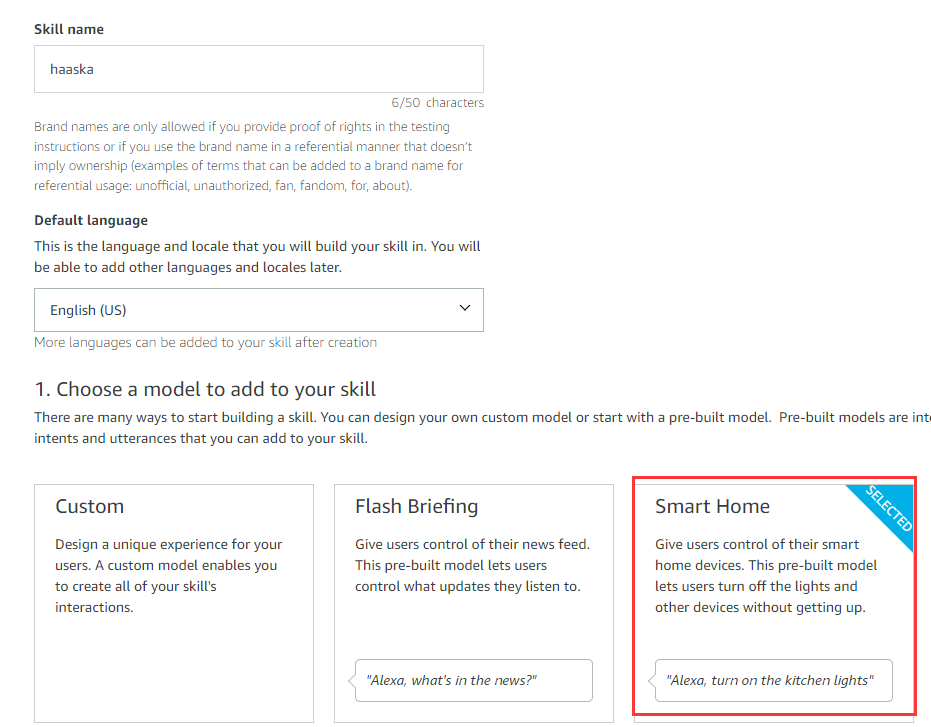 Skill name
haaska
6/50 characters
Brand names are only allowed if you provide proof of rights in the testing
instructions or if you use the brand name in a referential manner that doesn't
imply ownership (examples of terms that can be added to a brand name for
referential usage: unofficial, unauthorized, fan, fandom, for, about).
Default language
This is the language and locale that you will build your skill in. You will
be able to add other languages and locales later.
English (US)
More languages can be added to your skill after creation
1. Choose a model to add to your skill
There are many ways to start building a skill. You can design your own custom model or start with a pre-built model. Pre-built models are
intents and utterances that you can add to your skill.
Custom
Design a unique experience for your
users. A custom model enables you
to create all of your skill's
interactions.
Flash Briefing
Give users control of their news feed.
This pre-built model lets users
control what updates they listen to.
"Alexa, what's in the news?"
Smart Home
SELECTED
Give users control of their smart
home devices. This pre-built model
lets users turn off the lights and
other devices without getting up.
"Alexa, turn on the kitchen lights"